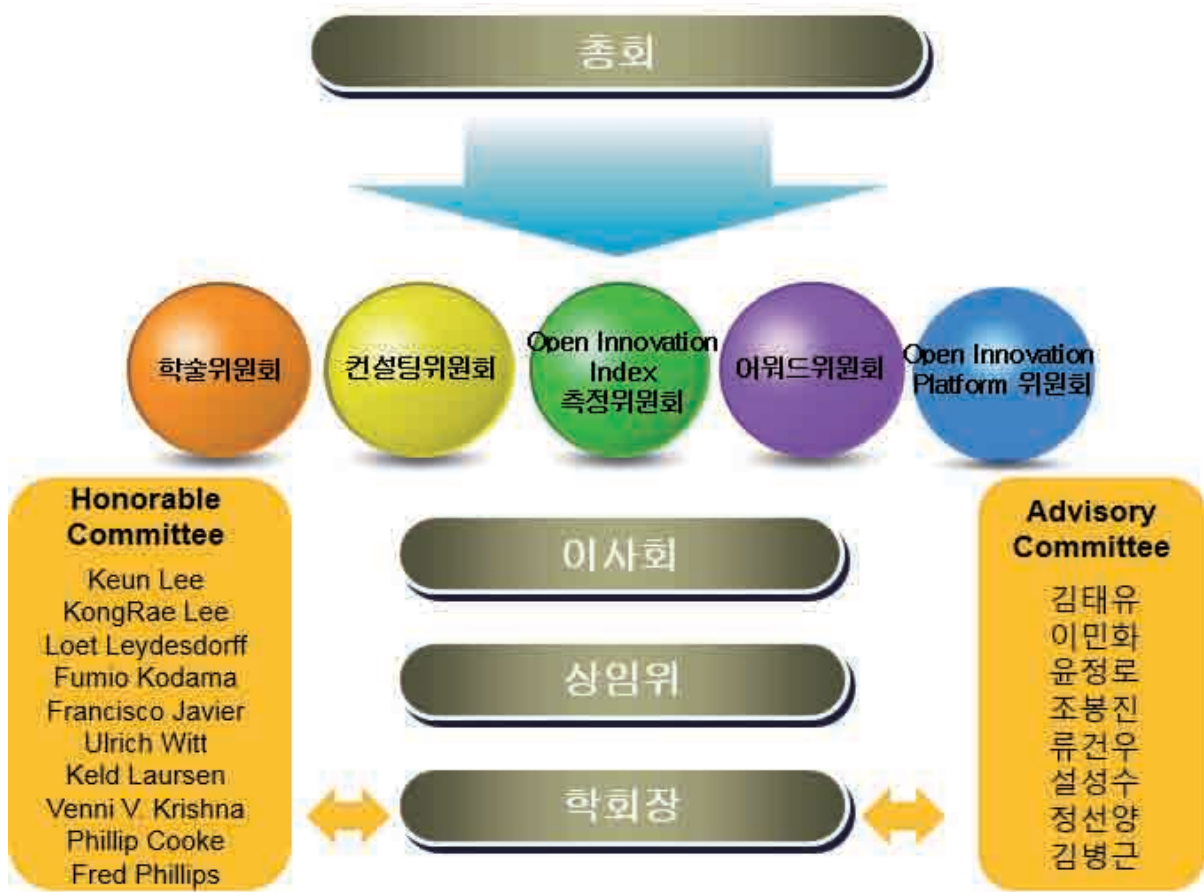 총회
학술위원회
컨설팅위원회
Open Innovation
Index
측정위원회
어워드위원회
Open Innovation
Platform 위원회
Honorable
Committee
Keun Lee
KongRae Lee
Loet Leydesdorff
Fumio Kodama
Francisco Javier
Ulrich Witt
Keld Laursen
Venni V. Krishna
Phillip Cooke
Fred Phillips
이사회
상임위
학회장
Advisory
Committee
김태유
이민화
윤정로
조봉진
류건우
설성수
정선양
김병근